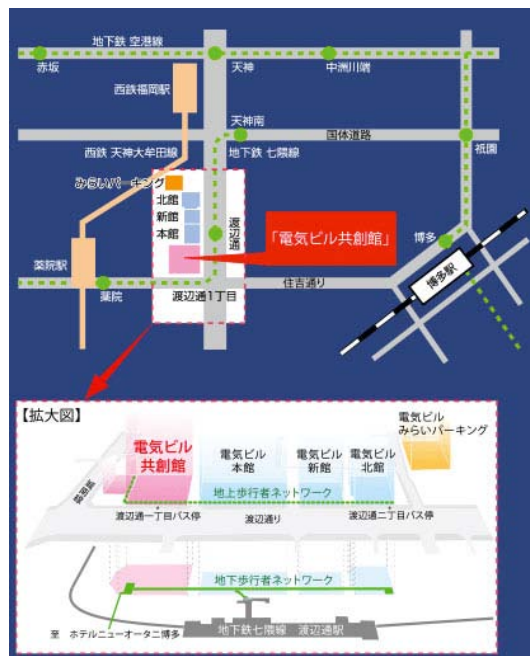 地下鉄 空港線
赤坂
天神
中洲川端
西鉄福岡駅
天神南
国体道路
西鉄 天神大牟田線
地下鉄 七隈線
祇園
みらいパーキング
北館
新館
本館
渡辺通
「電気ビル共創館」
博多
博多駅
薬院駅
薬院
渡辺通1丁目
住吉通り
【拡大図】
電気ビル
共創館
電気ビル
本館
電気ビル
新館
電気ビル
北館
電気ビル
みらいパーキング
地上歩行者ネットワーク
渡辺通一丁目バス停
渡辺通り
渡辺通二丁目バス停
地下歩行者ネットワーク
至 ホテルニューオータニ博多
地下鉄七隈線 渡辺通駅